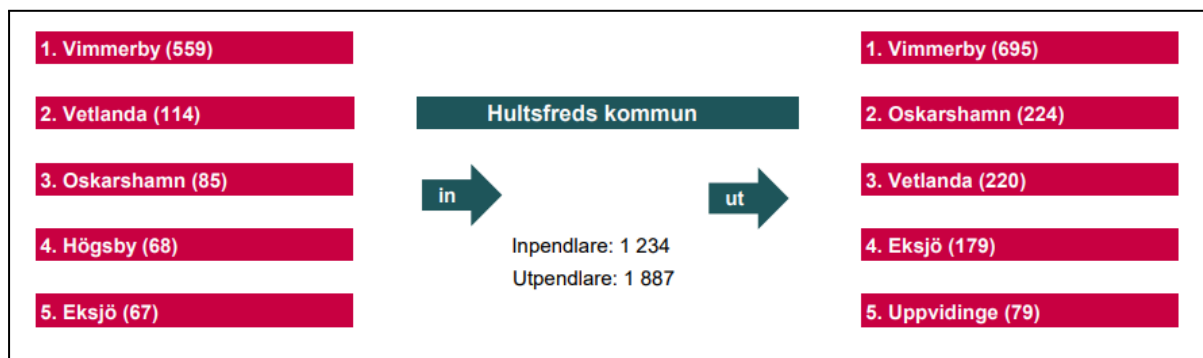 1. Vimmerby (559)
2. Vetlanda (114)
3. Oskarshamn (85)
4. Högsby (68)
5. Eksjö (67)
Hultsfreds kommun
in
ut
Inpendlare: 1 234
Utpendlare: 1 887
1. Vimmerby (695)
2. Oskarshamn (224)
3. Vetlanda (220)
4. Eksjö (179)
5. Uppvidinge (79)